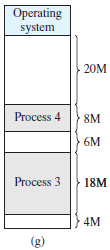 Operating
system
20M
Process 4
8M
6M
Process 3
18M
4M
(g)